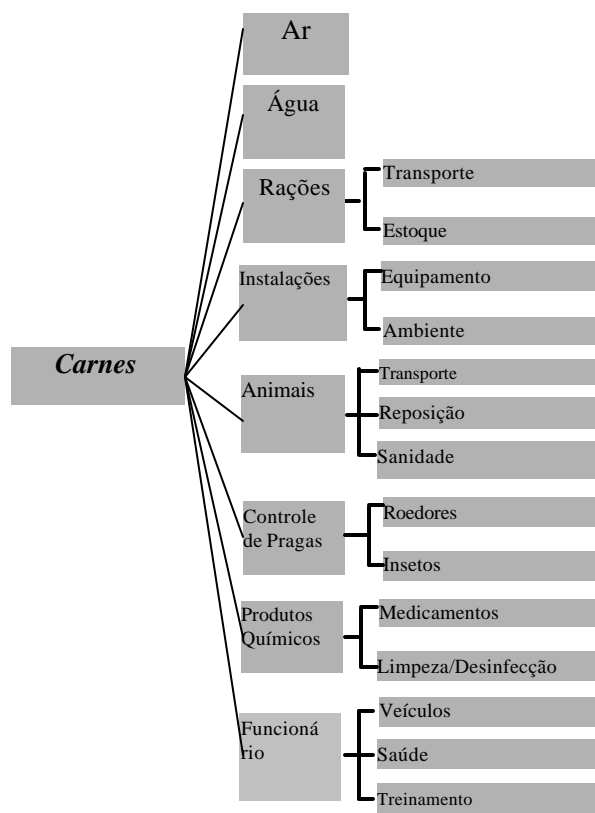 Ar
Água
Rações
Transporte
Estoque
Instalações
Equipamento
Ambiente
Carnes
Animais
Transporte
Reposição
Sanidade
Controle
de Pragas
Roedores
Insetos
Produtos
Químicos
Medicamentos
Limpeza/Desinfecção
Funcioná
rio
Veículos
Saúde
Treinamento